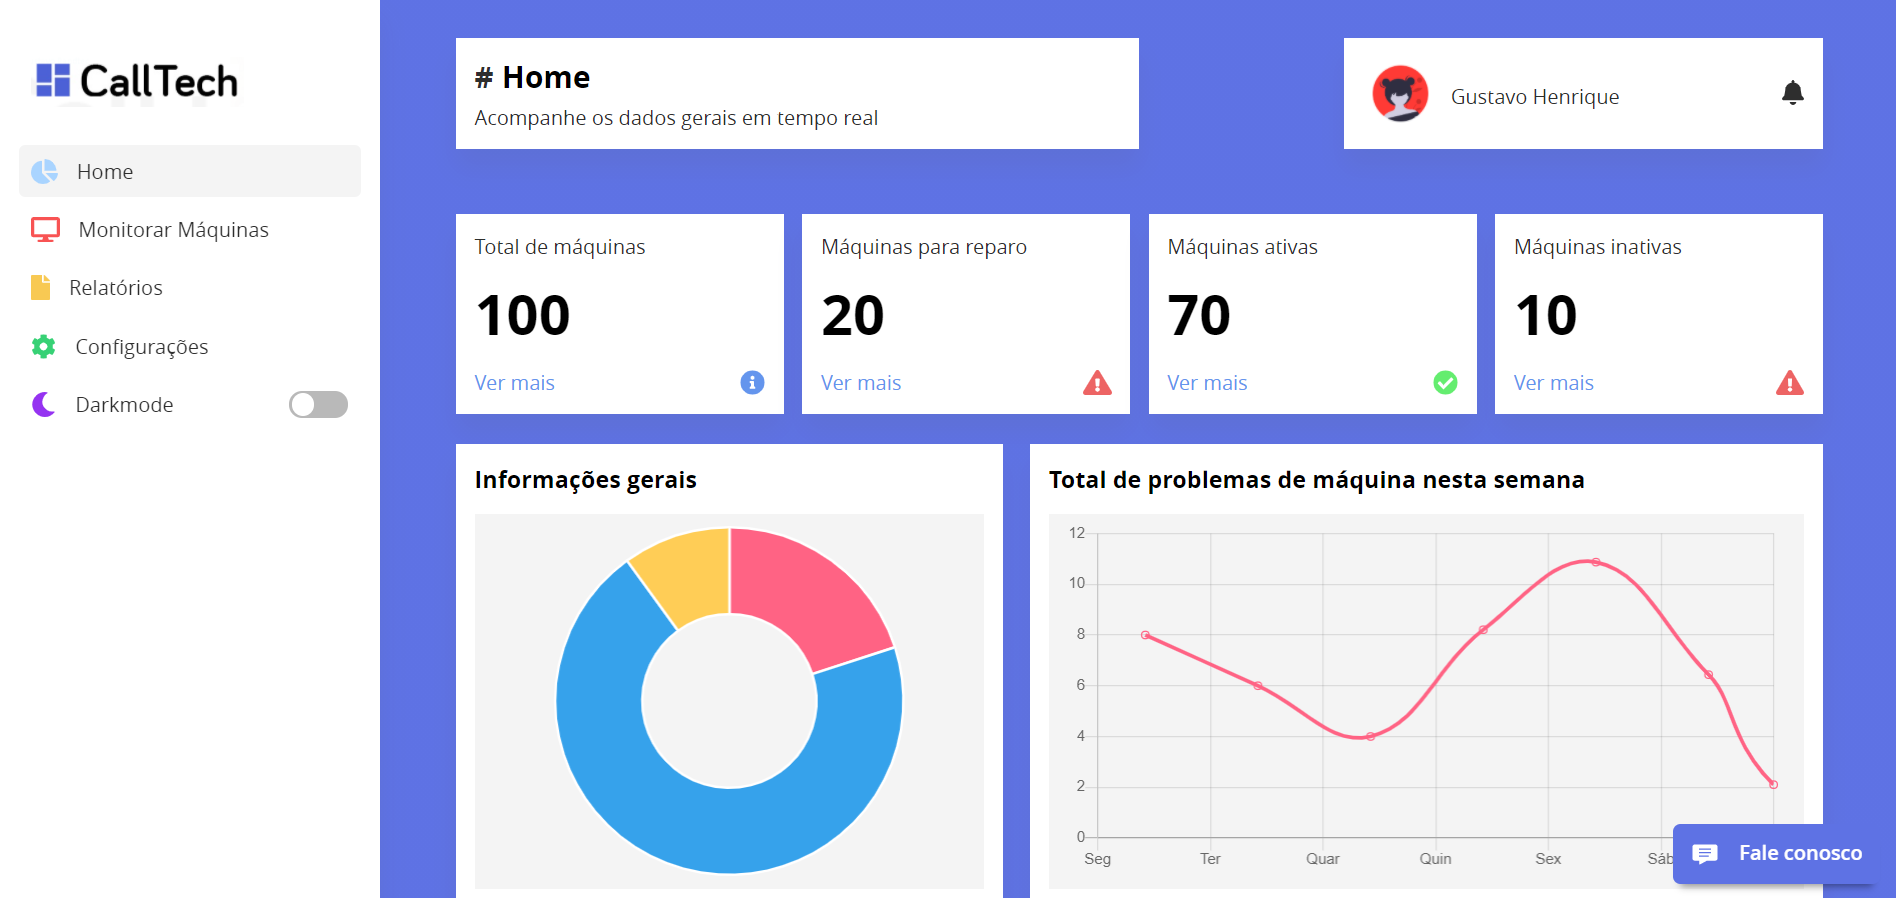 CallTech
Home
Monitorar Máquinas
Relatórios
Configurações
Darkmode
# Home
Acompanhe os dados gerais em tempo real
Gustavo Henrique
Total de máquinas
100
Ver mais
Máquinas para reparo
20
Ver mais
Máquinas ativas
70
Ver mais
Máquinas inativas
10
Ver mais
Informações gerais
Total de problemas de máquina nesta semana
12
10
8
6
4
2
0
Seg Ter Quar Quin Sex Sáb
Fale conosco